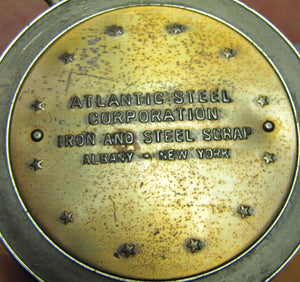 ATLANTIC STEEL
CORPORATION
IRON AND STEEL SCRAP
ALBANY - NEW YORK